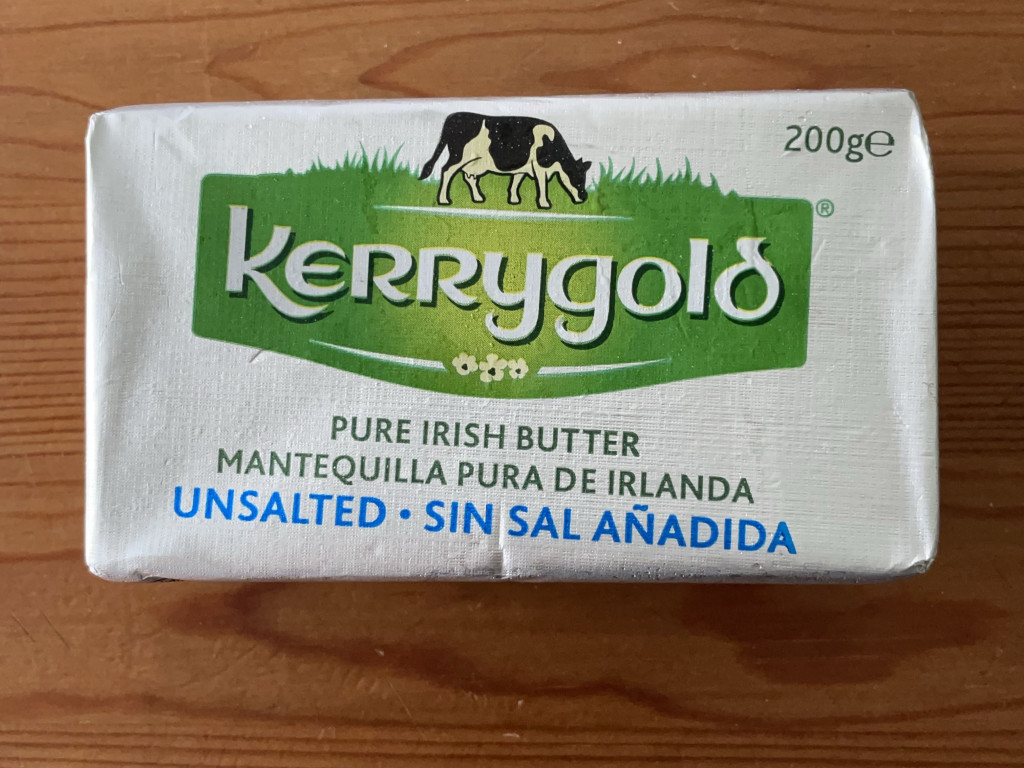 200g℮
Kerrygold®
PURE IRISH BUTTER
MANTEQUILLA PURA DE IRLANDA
UNSALTED • SIN SAL AÑADIDA